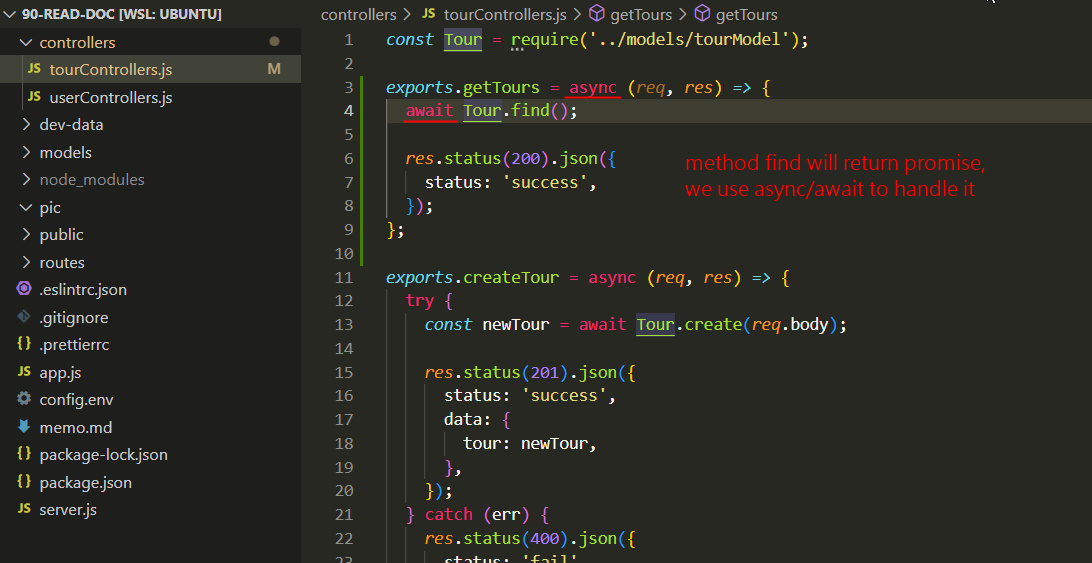 90-READ-DOC [WSL: UBUNTU]
controllers
JS tourControllers.js M
JS userControllers.js
dev-data
models
node_modules
pic
public
routes
.eslintrc.json
.gitignore
{} .prettierrc
JS app.js
config.env
memo.md
{} package-lock.json
{} package.json
JS server.js
controllers > JS tourControllers.js > getTours > getTours
1 const Tour = require('../models/tourModel');
2
3 exports.getTours = async (req, res) => {
4 await Tour.find();
5
6 res.status(200).json({
7 status: 'success',
8 });
9 };
10
method find will return promise,
we use async/await to handle it
11 exports.createTour = async (req, res) => {
12 try {
13 const newTour = await Tour.create(req.body);
14
15 res.status(201).json({
16 status: 'success',
17 data: {
18 tour: newTour,
19 },
20 });
21 } catch (err) {
22 res.status(400).json({
23 status: 'fail'